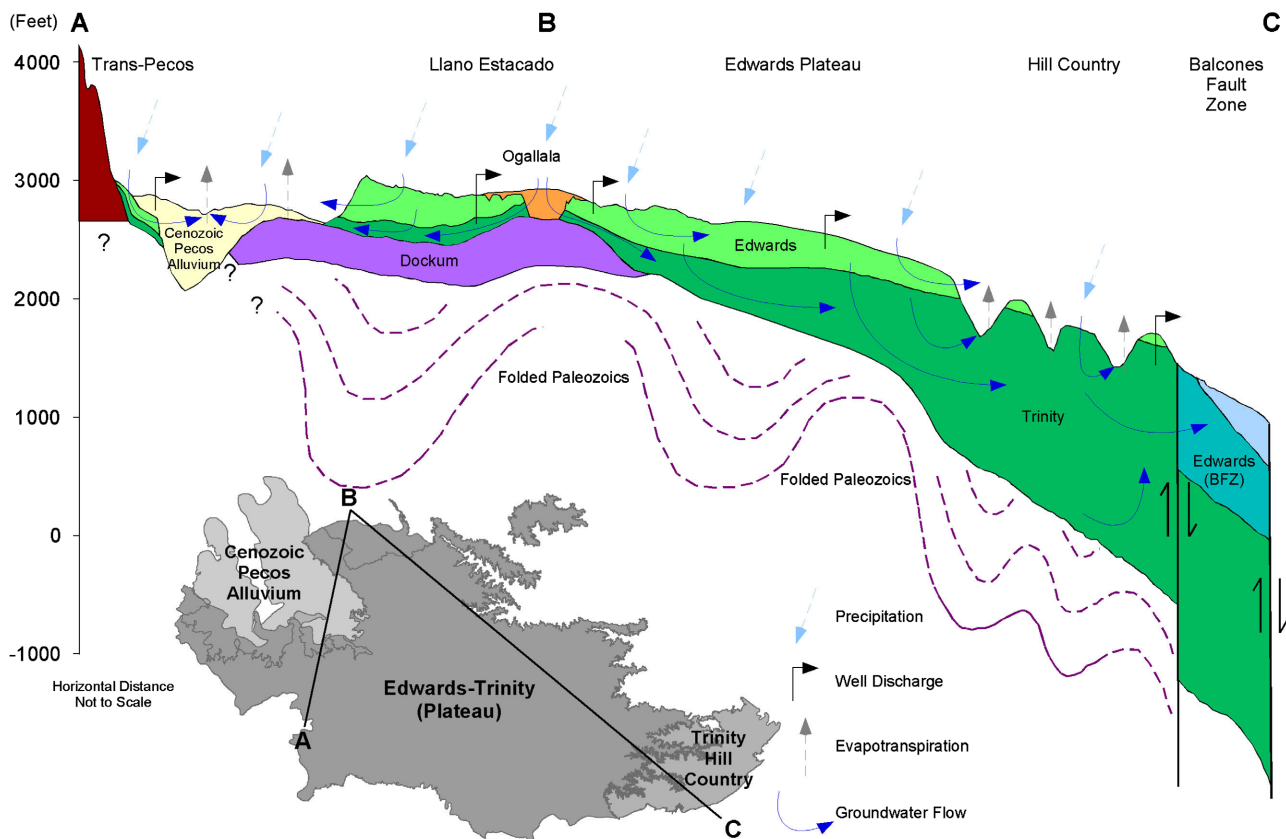 (Feet)
A
B
C
4000
3000
2000
1000
0
-1000
Trans-Pecos
Llano Estacado
Edwards Plateau
Hill Country
Balcones
Fault
Zone
Ogallala
Cenozoic
Pecos
Alluvium
?
?
?
Dockum
Edwards
Trinity
Edwards
(BFZ)
Folded Paleozoics
Folded Paleozoics
Horizontal Distance
Not to Scale
B
Cenozoic
Pecos
Alluvium
Edwards-Trinity
(Plateau)
A
Trinity
Hill
Country
C
Precipitation
Well Discharge
Evapotranspiration
Groundwater Flow